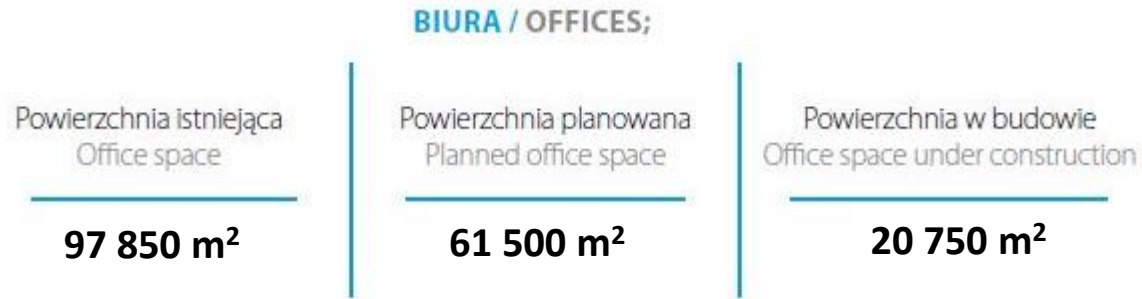 BIURA / OFFICES;
Powierzchnia istniejąca
Office space
97 850 m²
Powierzchnia planowana
Planned office space
61 500 m²
Powierzchnia w budowie
Office space under construction
20 750 m²